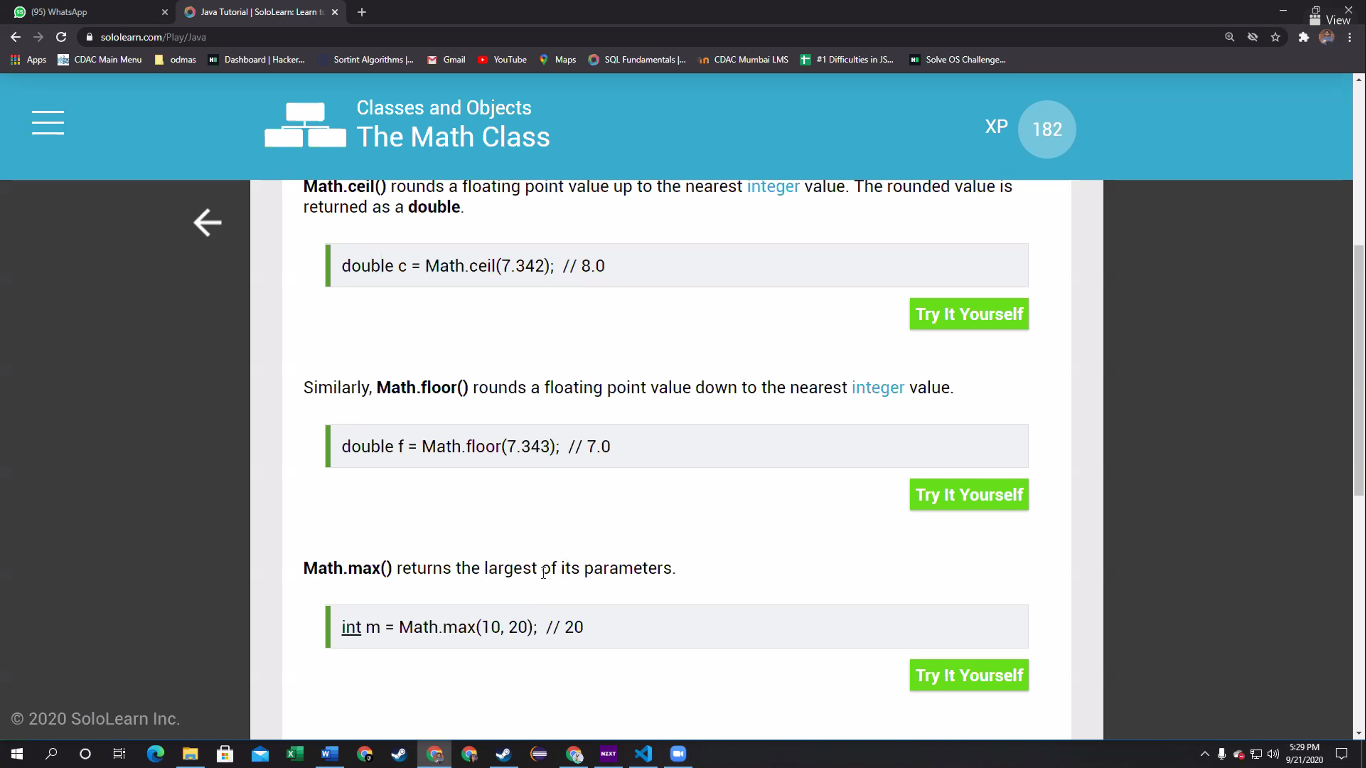 (95) WhatsApp
Java Tutorial | SoloLearn: Learn to
View
sololearn.com/Play/Java
Apps
CDAC Main Menu
odmas
Dashboard | Hacker...
Sortint Algorithms |...
Gmail
YouTube
Maps
SQL Fundamentals |...
CDAC Mumbai LMS
#1 Difficulties in JS...
Solve OS Challenge...
Classes and Objects
The Math Class
XP 182
Math.ceil() rounds a floating point value up to the nearest integer value. The rounded value is
returned as a double.
double c = Math.ceil(7.342); // 8.0
Try It Yourself
Similarly, Math.floor() rounds a floating point value down to the nearest integer value.
double f = Math.floor(7.343); // 7.0
Try It Yourself
Math.max() returns the largest of its parameters.
int m = Math.max(10, 20); // 20
Try It Yourself
© 2020 SoloLearn Inc.
NIXT
5:29 PM
9/21/2020